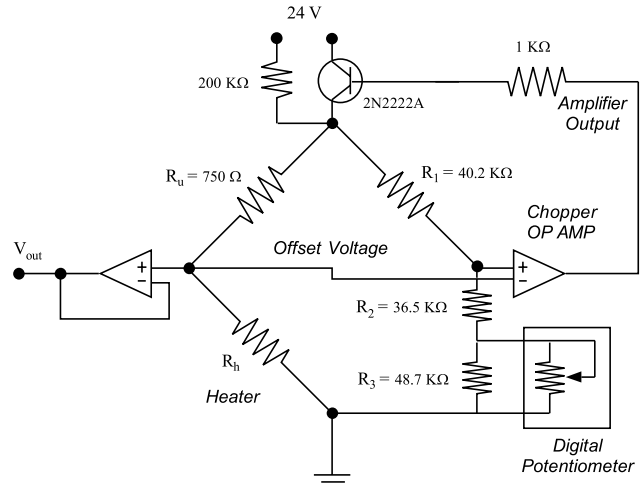 24 V
1 KΩ
200 KΩ
2N2222A
Amplifier
Output
Ru = 750 Ω
R1 = 40.2 KΩ
Chopper
OP AMP
Vout
Offset Voltage
+
−
+
−
R2 = 36.5 KΩ
Rh
R3 = 48.7 KΩ
Heater
Digital
Potentiometer